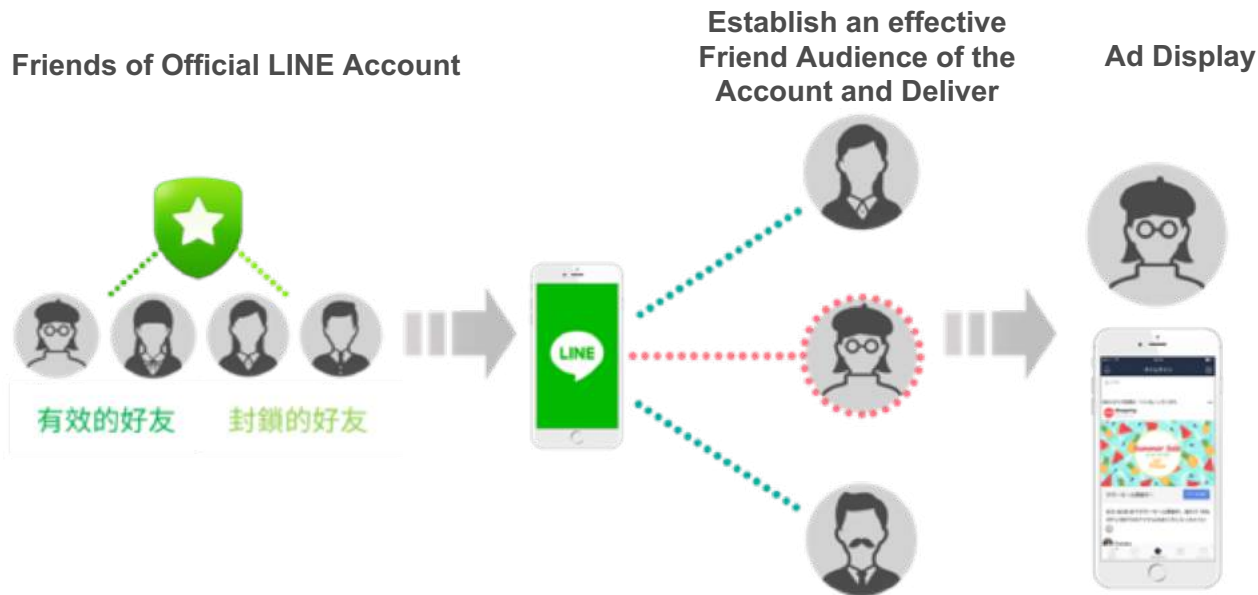 Friends of Official LINE Account
Establish an effective
Friend Audience of the
Account and Deliver
Ad Display
有效的好友
封鎖的好友
LINE
Summer Sale